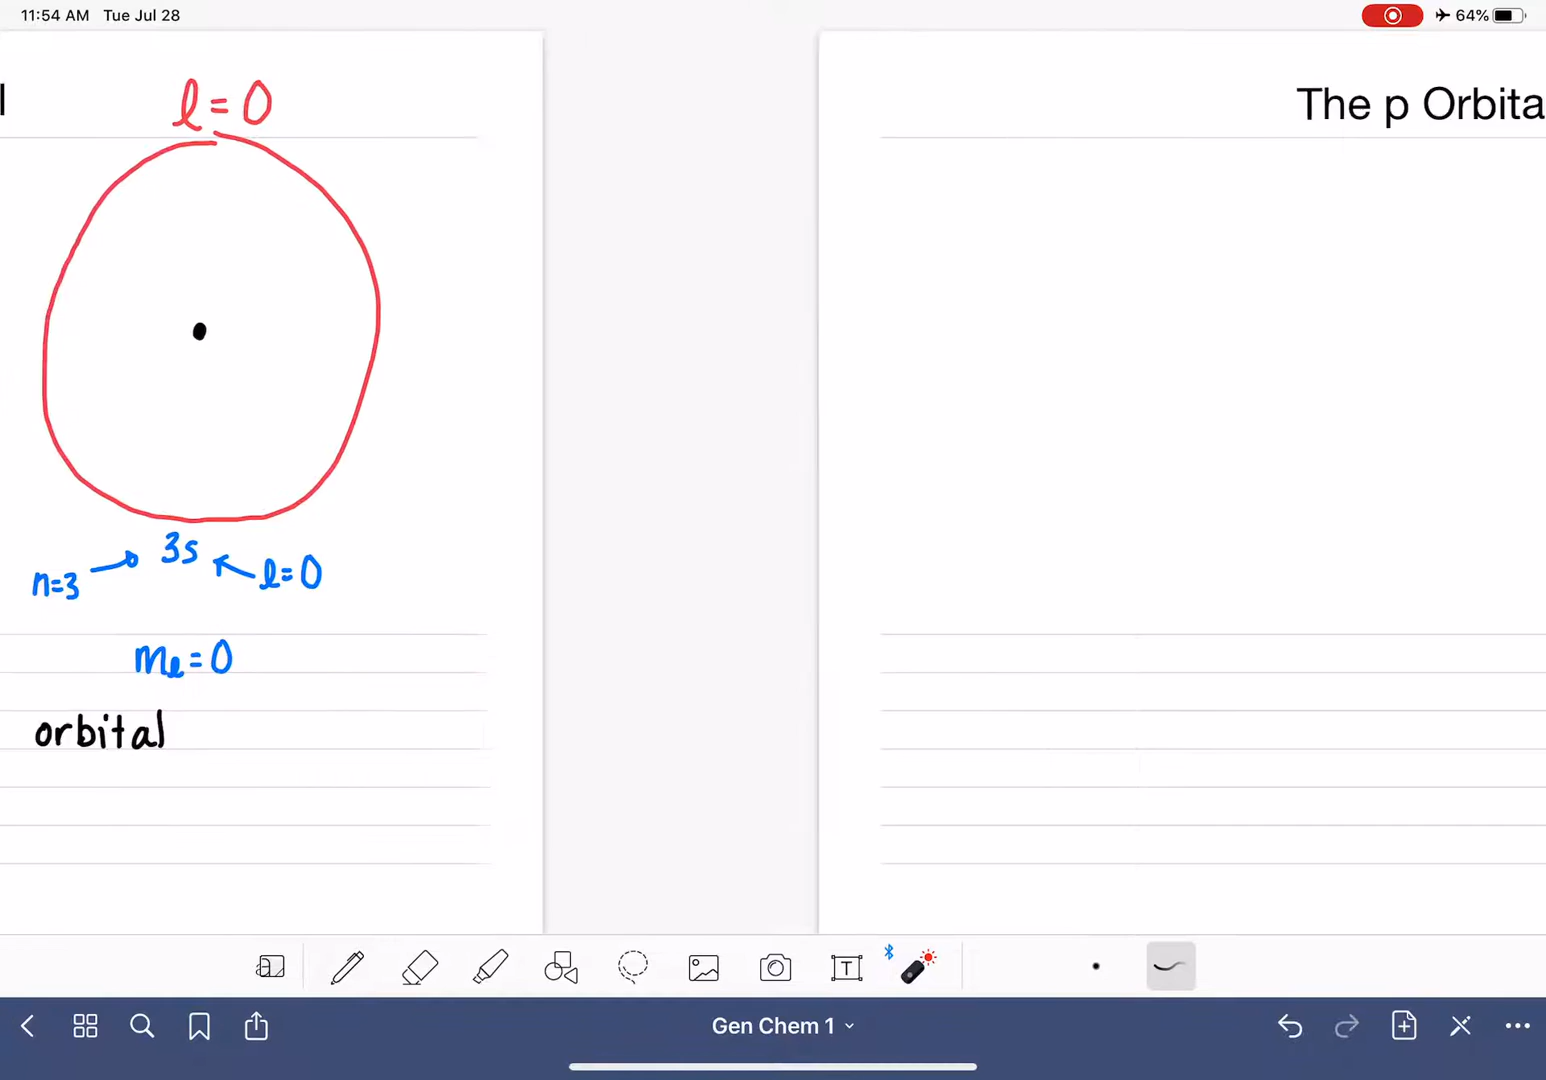 11:54 AM Tue Jul 28
64%
l
ℓ=0
3s
n=3
ℓ=0
mℓ=0
orbital
The p Orbita
T
Gen Chem 1